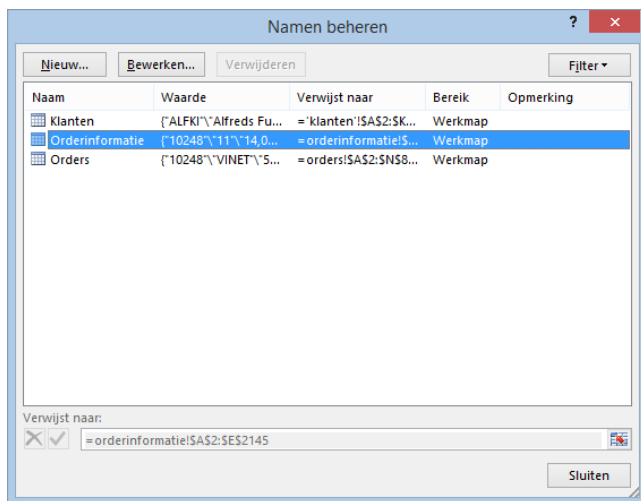 Namen beheren ? ×
Nieuw... Bewerken... Verwijderen Filter
Naam Waarde Verwijst naar Bereik Opmerking
Klanten {"ALFKI"\"Alfreds Fu... ='klanten'!$A$2:$K... Werkmap
Orderinformatie {"10248"\"11"\"14,0... =orderinformatie!$... Werkmap
Orders {"10248"\"VINET"\"5... =orders!$A$2:$N$8... Werkmap
Verwijst naar:
=orderinformatie!$A$2:$E$2145
Sluiten